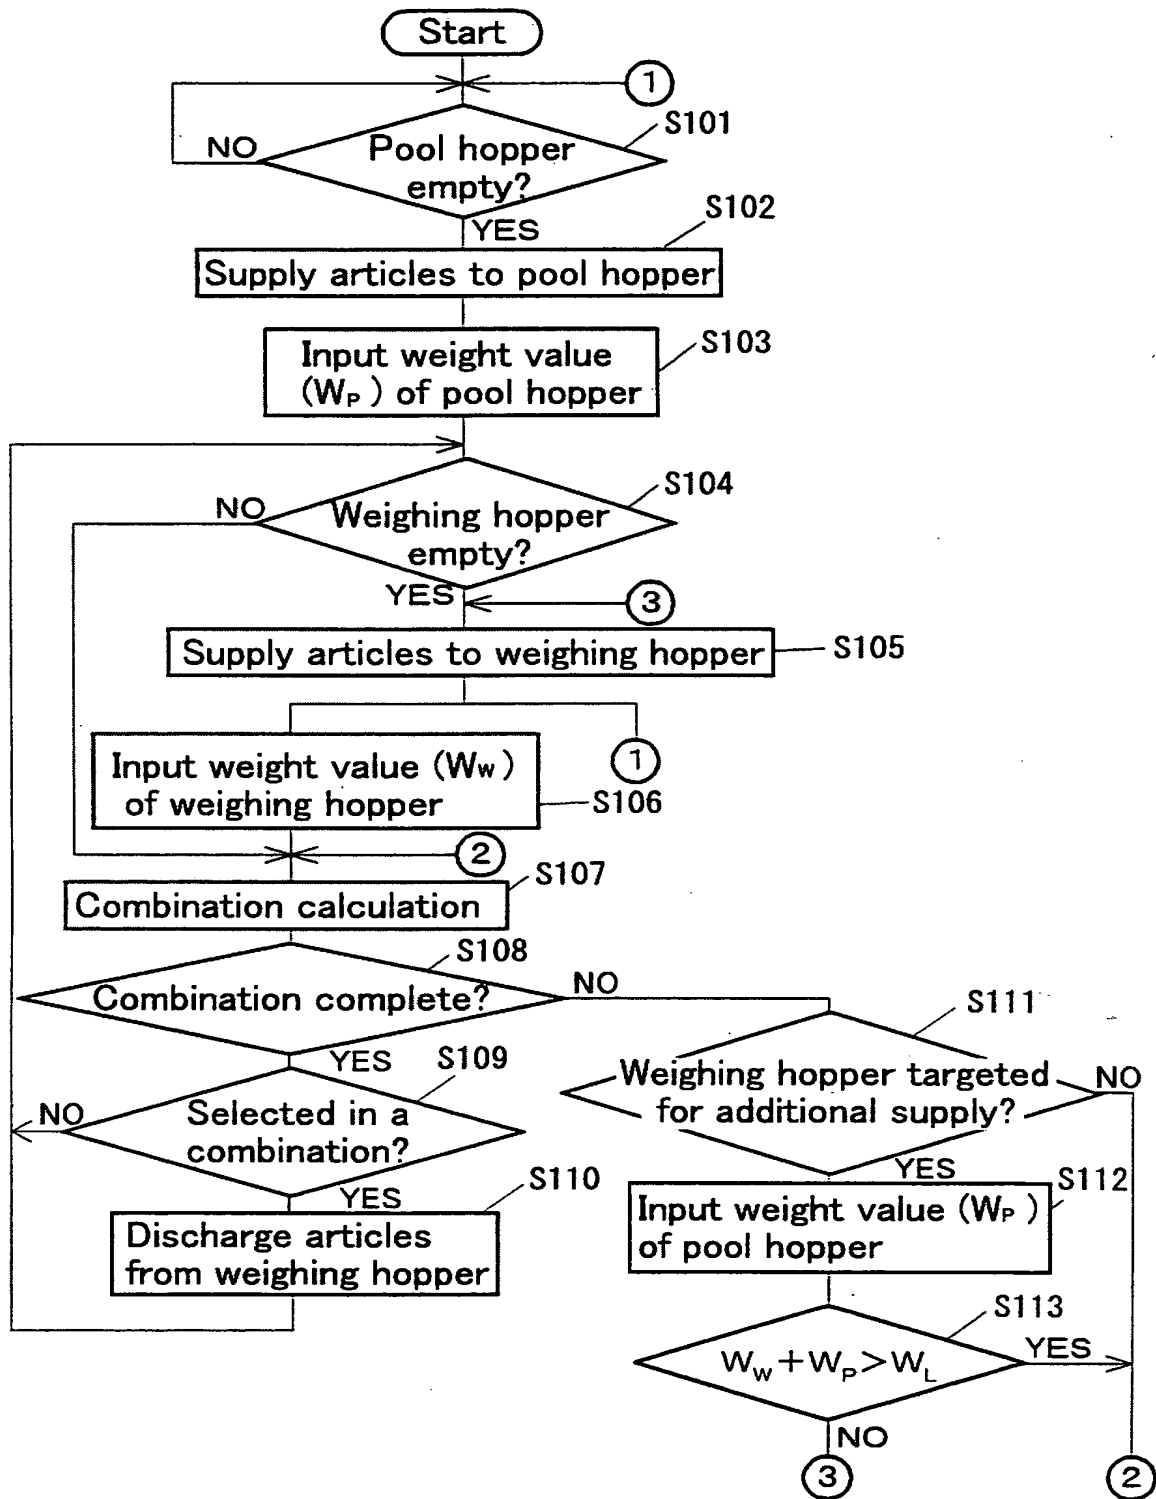 Start
1
S101
NO
Pool hopper
empty?
YES
S102
Supply articles to pool hopper
S103
Input weight value
(WP) of pool hopper
S104
NO
Weighing hopper
empty?
YES
3
Supply articles to weighing hopper
S105
Input weight value (Ww)
of weighing hopper
1
S106
2
S107
Combination calculation
S108
Combination complete?
NO
YES
S109
NO
Selected in a
combination?
YES
S110
Discharge articles
from weighing hopper
S111
Weighing hopper targeted
for additional supply?
NO
YES
S112
Input weight value (WP)
of pool hopper
S113
WW+WP>WL
YES
NO
3
2